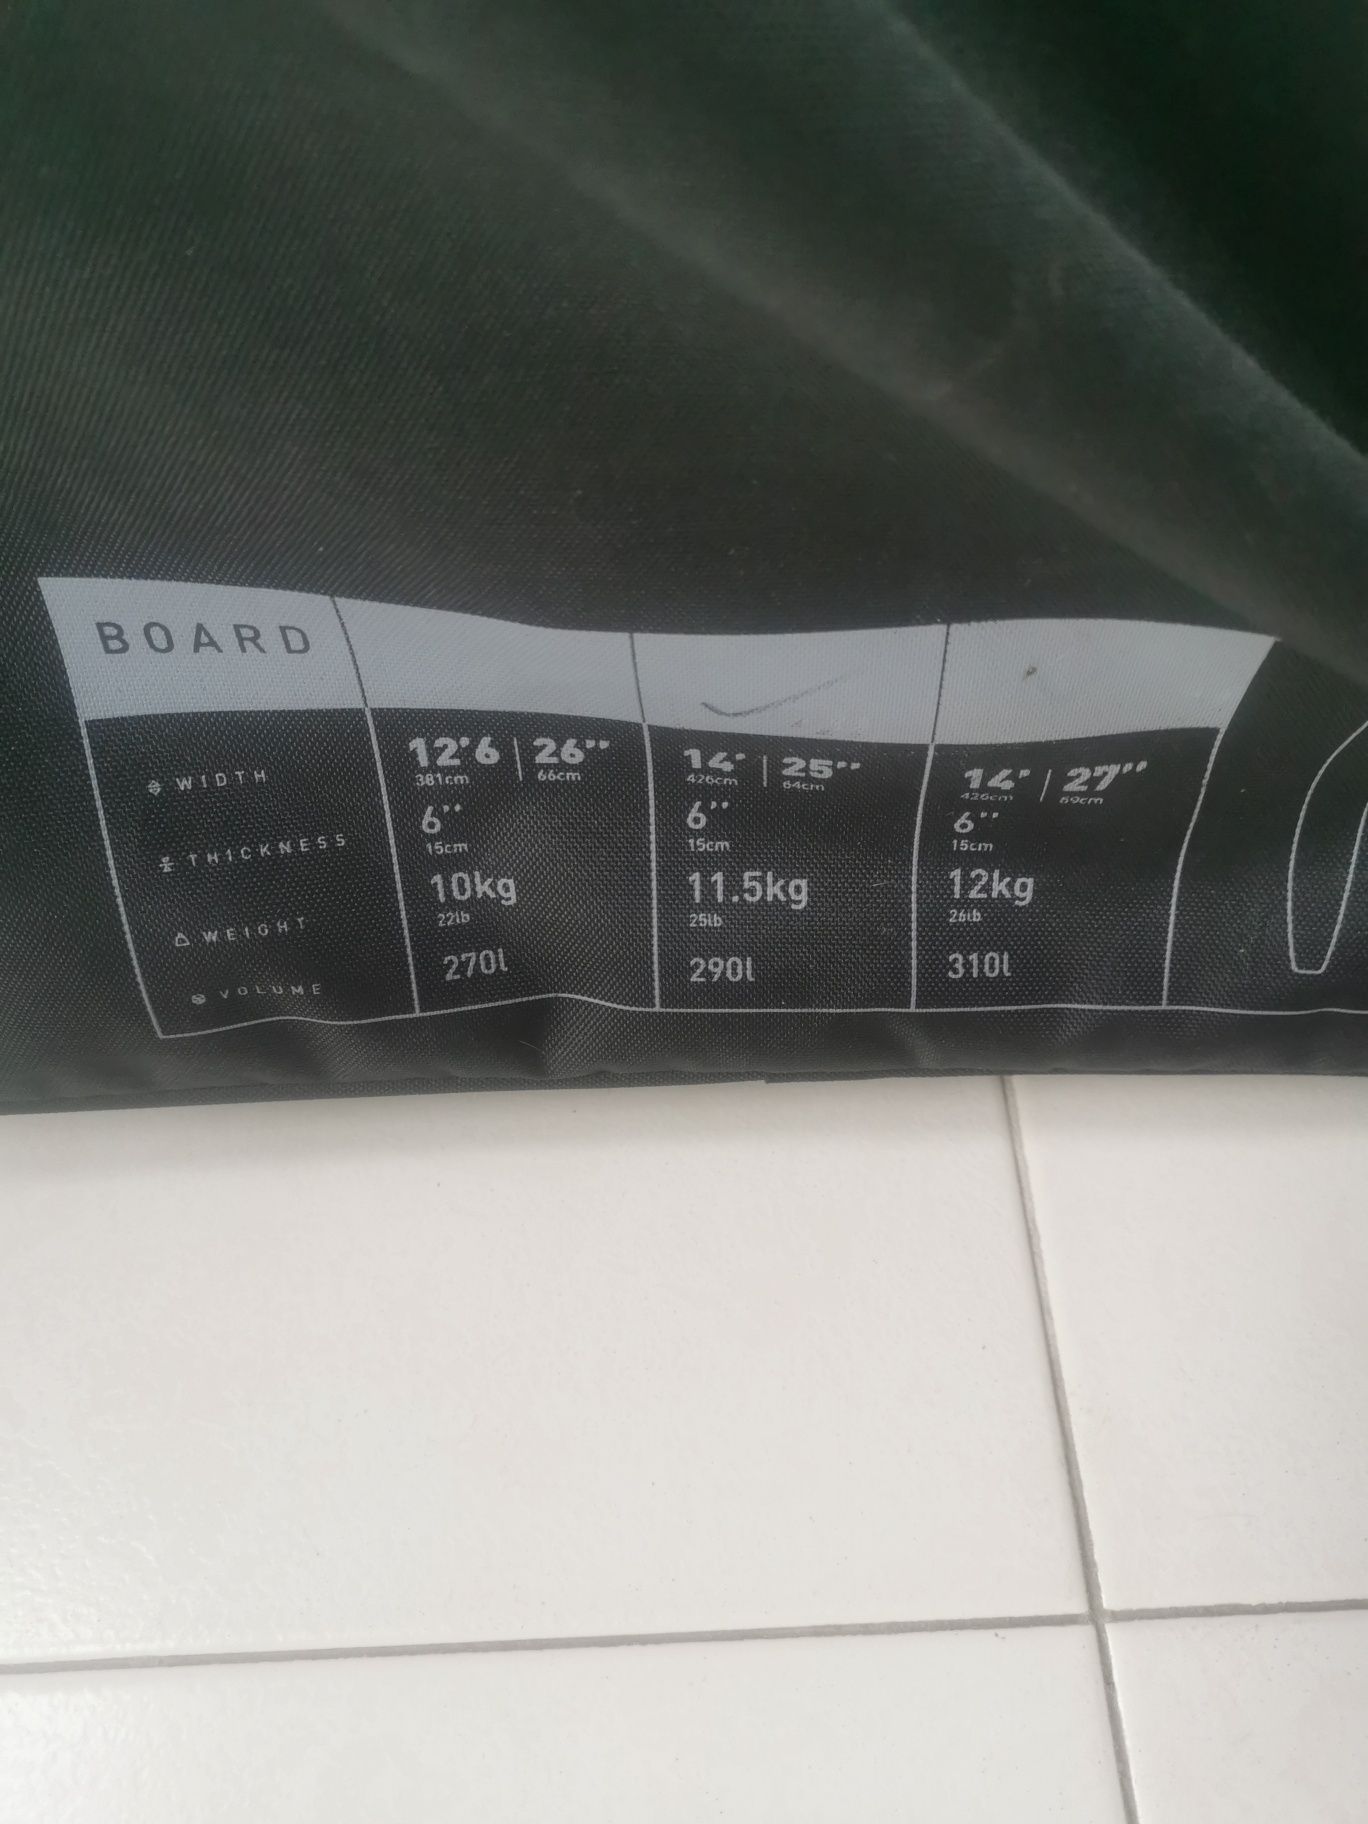 BOARD
WIDTH 12'6 | 26'' 14' | 25'' 14' | 27''
381cm 66cm 426cm 64cm 426cm 69cm
THICKNESS 6'' 6'' 6''
15cm 15cm 15cm
WEIGHT 10kg 11.5kg 12kg
22lb 25lb 26lb
VOLUME 270l 290l 310l